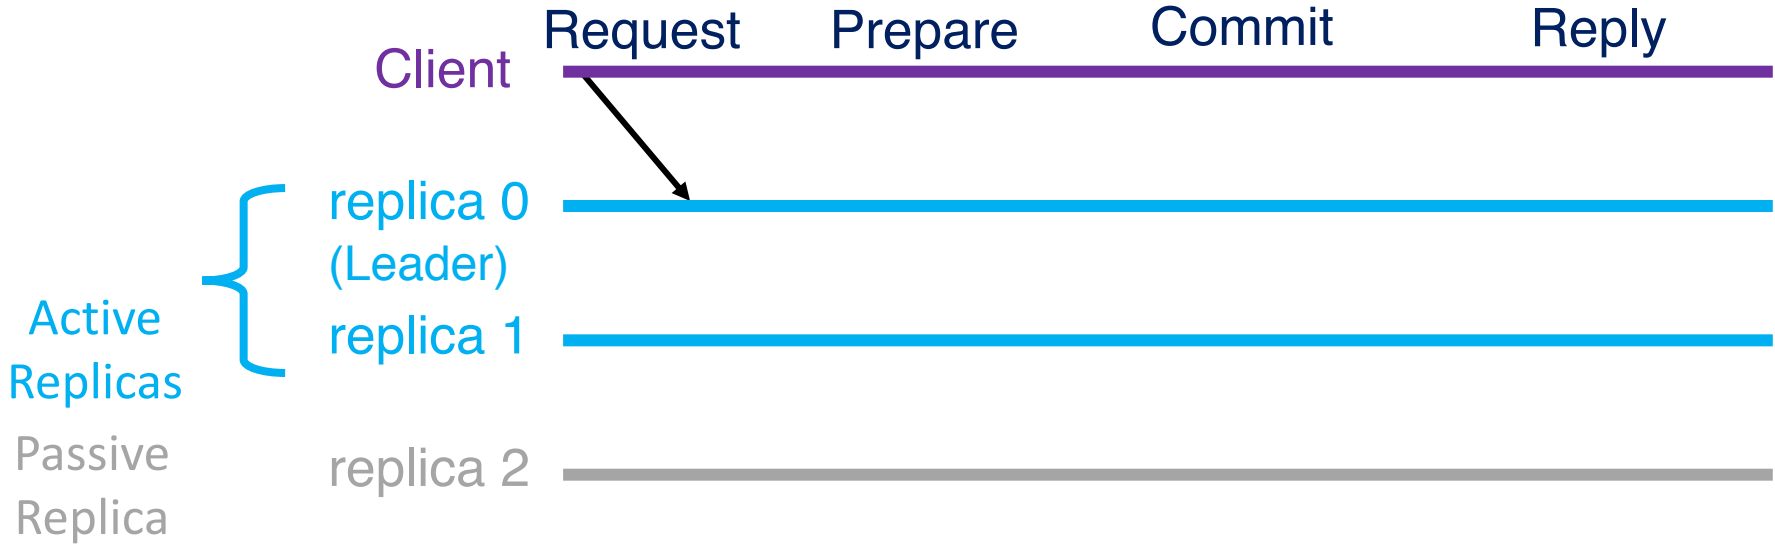 Request Prepare Commit Reply
Client
replica 0
(Leader)
replica 1
Active
Replicas
Passive
Replica
replica 2